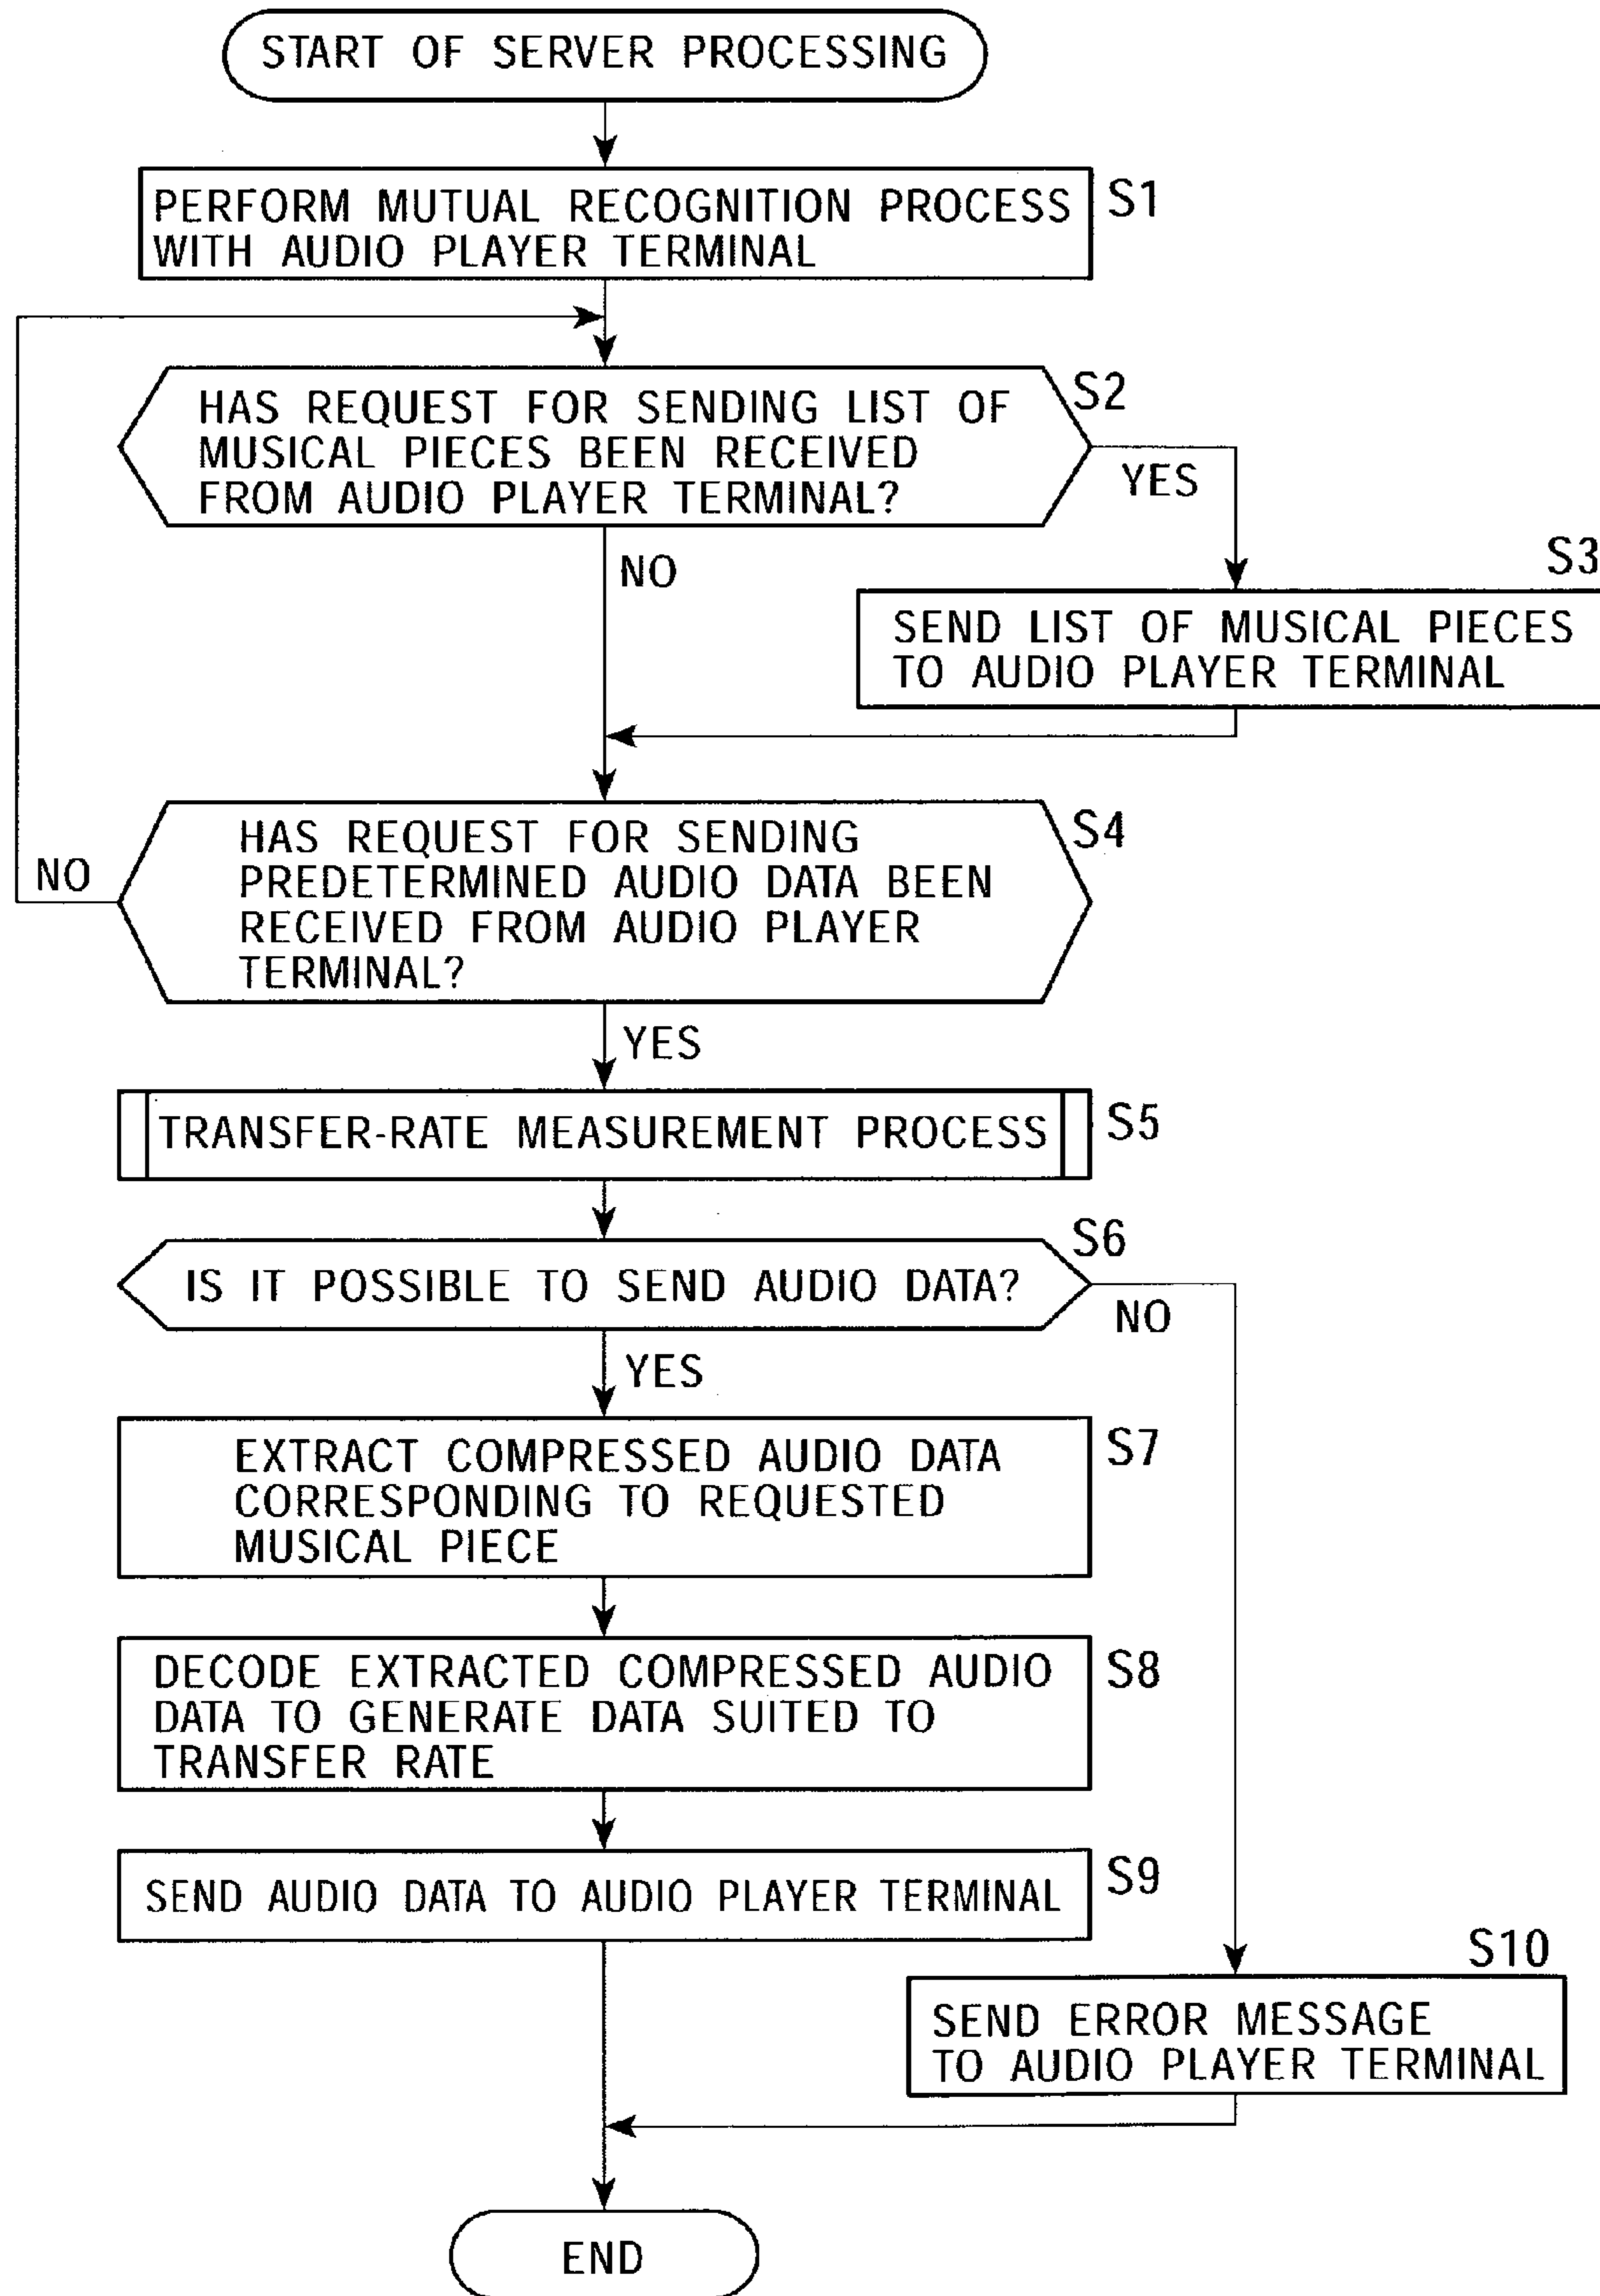 START OF SERVER PROCESSING
PERFORM MUTUAL RECOGNITION PROCESS
WITH AUDIO PLAYER TERMINAL
S1
HAS REQUEST FOR SENDING LIST OF
MUSICAL PIECES BEEN RECEIVED
FROM AUDIO PLAYER TERMINAL?
S2
YES
NO
S3
SEND LIST OF MUSICAL PIECES
TO AUDIO PLAYER TERMINAL
HAS REQUEST FOR SENDING
PREDETERMINED AUDIO DATA BEEN
RECEIVED FROM AUDIO PLAYER
TERMINAL?
S4
NO
YES
TRANSFER-RATE MEASUREMENT PROCESS
S5
IS IT POSSIBLE TO SEND AUDIO DATA?
S6
NO
YES
EXTRACT COMPRESSED AUDIO DATA
CORRESPONDING TO REQUESTED
MUSICAL PIECE
S7
DECODE EXTRACTED COMPRESSED AUDIO
DATA TO GENERATE DATA SUITED TO
TRANSFER RATE
S8
SEND AUDIO DATA TO AUDIO PLAYER TERMINAL
S9
S10
SEND ERROR MESSAGE
TO AUDIO PLAYER TERMINAL
END